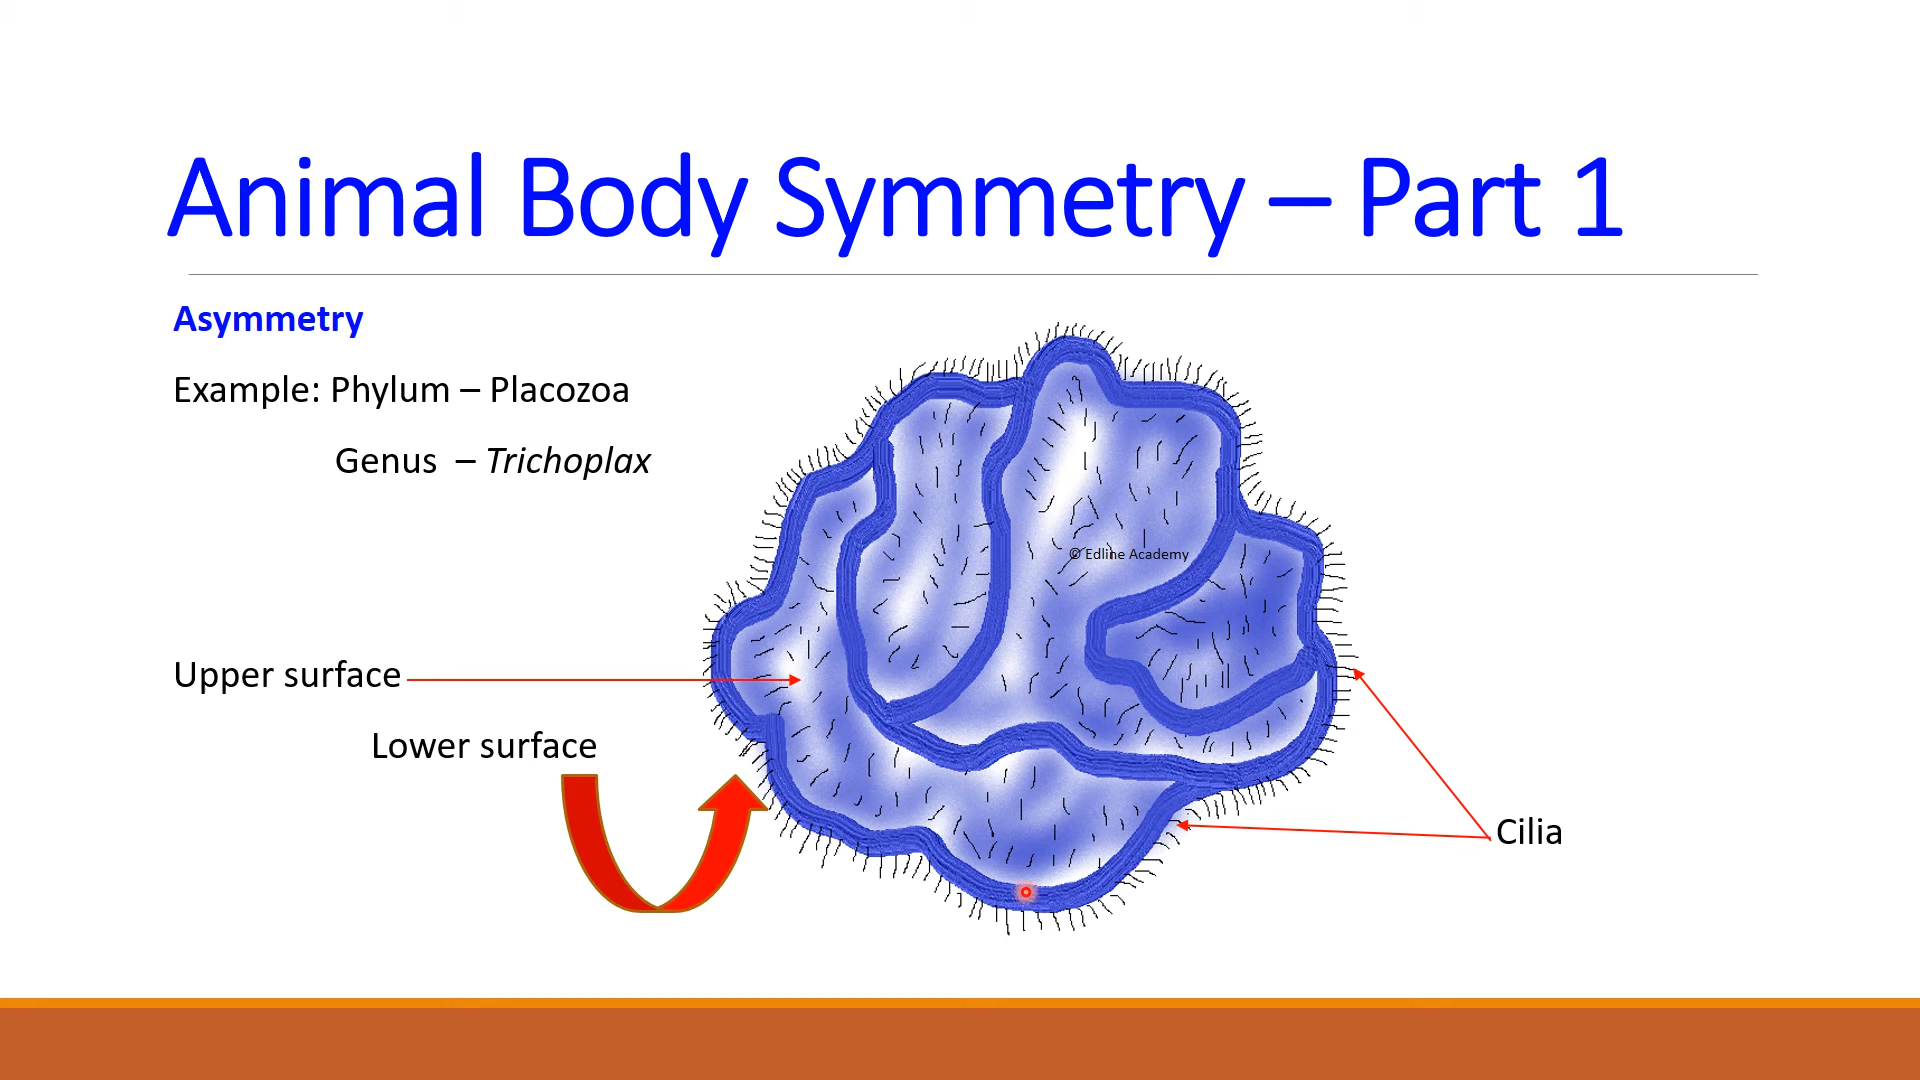 Animal Body Symmetry – Part 1
Asymmetry
Example: Phylum – Placozoa
Genus – Trichoplax
© Edline Academy
Upper surface
Lower surface
Cilia